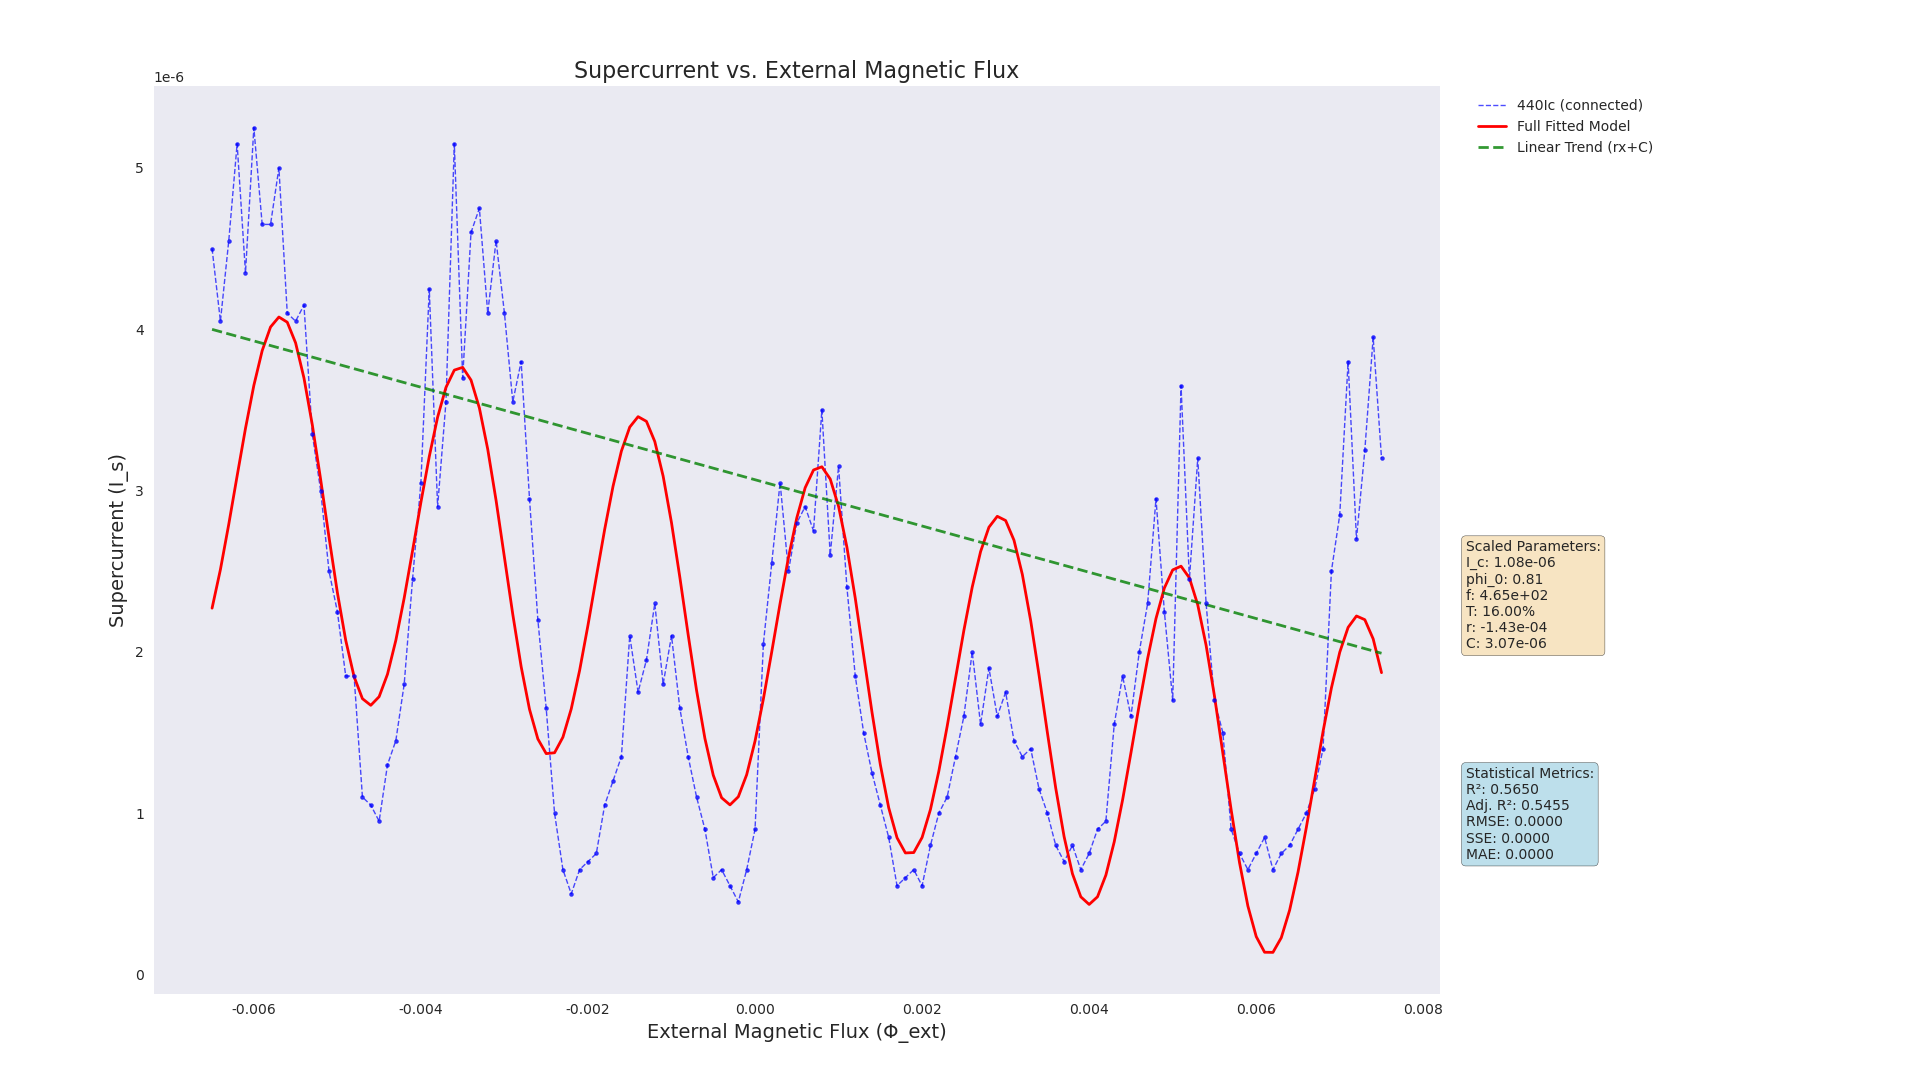 Supercurrent vs. External Magnetic Flux
1e-6
5
4
3
2
1
0
Supercurrent (I_s)
-0.006
-0.004
-0.002
0.000
0.002
0.004
0.006
0.008
External Magnetic Flux (Φ_ext)
440Ic (connected)
Full Fitted Model
Linear Trend (rx+C)
Scaled Parameters:
I_c: 1.08e-06
phi_0: 0.81
f: 4.65e+02
T: 16.00%
r: -1.43e-04
C: 3.07e-06
Statistical Metrics:
R²: 0.5650
Adj. R²: 0.5455
RMSE: 0.0000
SSE: 0.0000
MAE: 0.0000